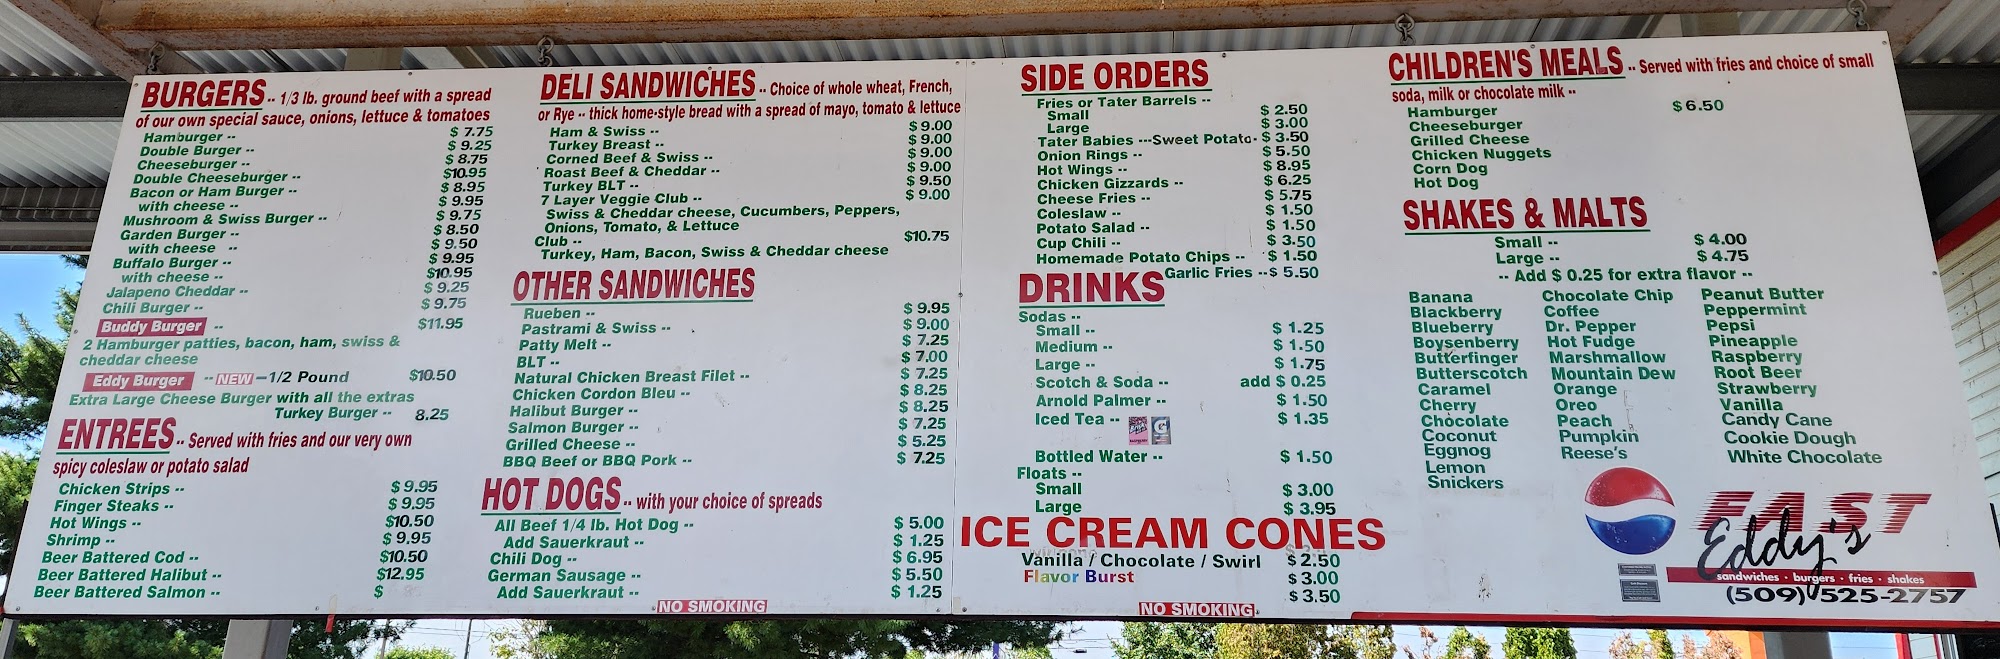 BURGERS -- 1/3 lb. ground beef with a spread
of our own special sauce, onions, lettuce & tomatoes
Hamburger -- $ 7.75
Double Burger -- $ 9.25
Cheeseburger -- $ 8.75
Double Cheeseburger -- $10.95
Bacon or Ham Burger -- $ 8.95
with cheese -- $ 9.95
Mushroom & Swiss Burger -- $ 9.75
Garden Burger -- $ 8.50
with cheese -- $ 9.50
Buffalo Burger -- $ 9.95
with cheese -- $10.95
Jalapeno Cheddar -- $ 9.25
Chili Burger -- $ 9.75
Buddy Burger -- $11.95
2 Hamburger patties, bacon, ham, swiss &
cheddar cheese
Eddy Burger -- NEW -1/2 Pound $10.50
Extra Large Cheese Burger with all the extras
Turkey Burger -- 8.25
ENTREES -- Served with fries and our very own
spicy coleslaw or potato salad
Chicken Strips -- $ 9.95
Finger Steaks -- $ 9.95
Hot Wings -- $10.50
Shrimp -- $ 9.95
Beer Battered Cod -- $10.50
Beer Battered Halibut -- $12.95
Beer Battered Salmon -- $
DELI SANDWICHES -- Choice of whole wheat, French,
or Rye -- thick home-style bread with a spread of mayo, tomato & lettuce
Ham & Swiss -- $ 9.00
Turkey Breast -- $ 9.00
Corned Beef & Swiss -- $ 9.00
Roast Beef & Cheddar -- $ 9.00
Turkey BLT -- $ 9.50
7 Layer Veggie Club -- $ 9.00
Swiss & Cheddar cheese, Cucumbers, Peppers,
Onions, Tomato, & Lettuce
Club -- $10.75
Turkey, Ham, Bacon, Swiss & Cheddar cheese
OTHER SANDWICHES
Rueben -- $ 9.95
Pastrami & Swiss -- $ 9.00
Patty Melt -- $ 7.25
BLT -- $ 7.00
Natural Chicken Breast Filet -- $ 7.25
Chicken Cordon Bleu -- $ 8.25
Halibut Burger -- $ 8.25
Salmon Burger -- $ 7.25
Grilled Cheese -- $ 5.25
BBQ Beef or BBQ Pork -- $ 7.25
HOT DOGS -- with your choice of spreads
All Beef 1/4 lb. Hot Dog -- $ 5.00
Add Sauerkraut -- $ 1.25
Chili Dog -- $ 6.95
German Sausage -- $ 5.50
Add Sauerkraut -- $ 1.25
NO SMOKING
SIDE ORDERS
Fries or Tater Barrels --
Small $ 2.50
Large $ 3.00
Tater Babies ---Sweet Potato- $ 3.50
Onion Rings -- $ 5.50
Hot Wings -- $ 8.95
Chicken Gizzards -- $ 6.25
Cheese Fries -- $ 5.75
Coleslaw -- $ 1.50
Potato Salad -- $ 1.50
Cup Chili -- $ 3.50
Homemade Potato Chips -- $ 1.50
Garlic Fries --$ 5.50
DRINKS
Sodas --
Small -- $ 1.25
Medium -- $ 1.50
Large -- $ 1.75
Scotch & Soda -- add $ 0.25
Arnold Palmer -- $ 1.50
Iced Tea -- $ 1.35
G
Bottled Water -- $ 1.50
Floats --
Small $ 3.00
Large $ 3.95
ICE CREAM CONES
Vanilla / Chocolate / Swirl $ 2.50
Flavor Burst $ 3.00
$ 3.50
NO SMOKING
CHILDREN'S MEALS -- Served with fries and choice of small
soda, milk or chocolate milk --
Hamburger $ 6.50
Cheeseburger
Grilled Cheese
Chicken Nuggets
Corn Dog
Hot Dog
SHAKES & MALTS
Small -- $ 4.00
Large -- $ 4.75
-- Add $ 0.25 for extra flavor --
Banana
Blackberry
Blueberry
Boysenberry
Butterfinger
Butterscotch
Caramel
Cherry
Chocolate
Coconut
Eggnog
Lemon
Snickers
Chocolate Chip
Coffee
Dr. Pepper
Hot Fudge
Marshmallow
Mountain Dew
Orange
Oreo
Peach
Pumpkin
Reese's
Peanut Butter
Peppermint
Pepsi
Pineapple
Raspberry
Root Beer
Strawberry
Vanilla
Candy Cane
Cookie Dough
White Chocolate
FAST
Eddy's
sandwiches · burgers · fries · shakes
(509) 525-2757